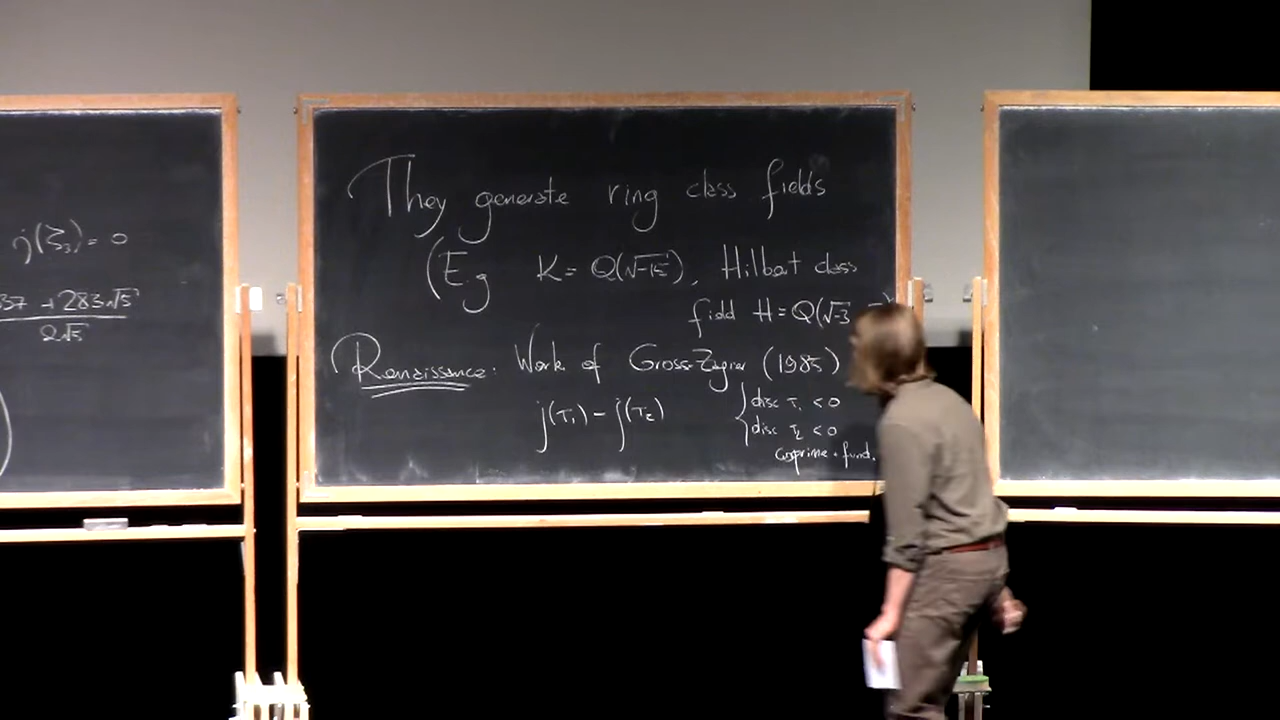 j(ζ₃) = 0
37 + 283√5
2√5
They generate ring class fields
(E.g K = Q(√-15), Hilbert class
field H = Q(√-3
Renaissance: Work of Gross-Zagier (1985)
j(τ₁) - j(τ₂)
{ disc τ₁ < 0
disc τ₂ < 0
coprime + fund.